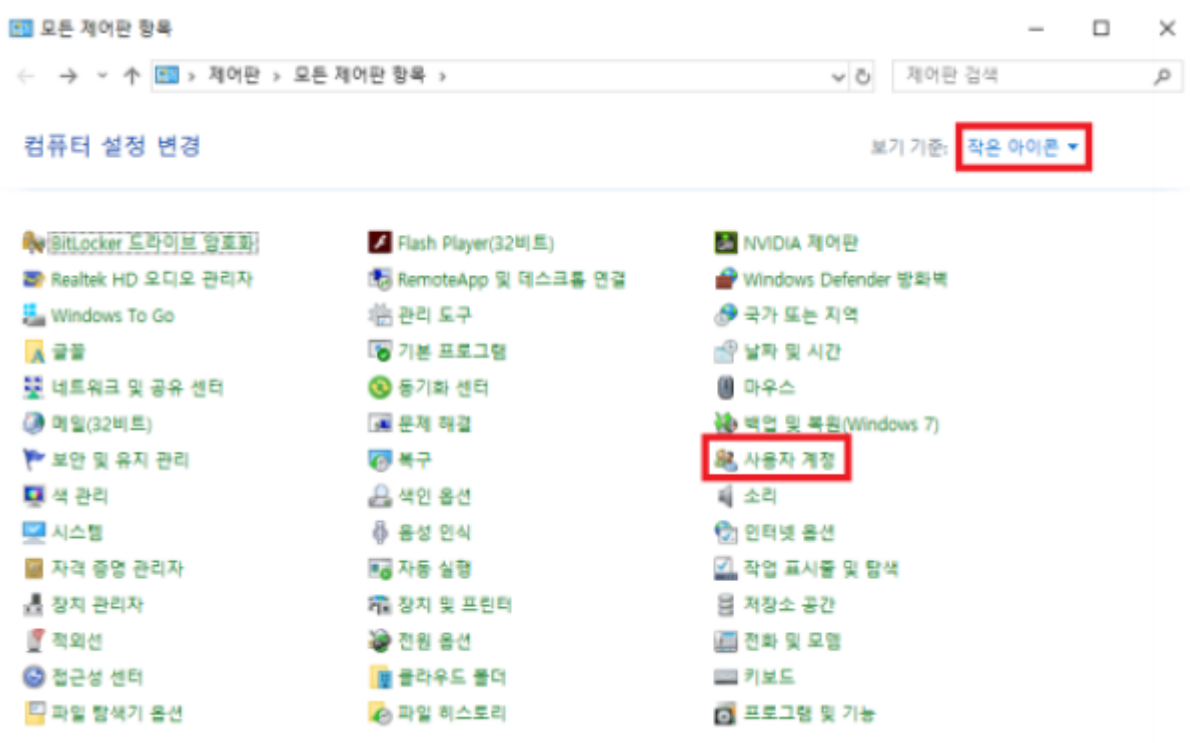 모든 제어판 항목
제어판 › 모든 제어판 항목 ›
제어판 검색
컴퓨터 설정 변경
보기 기준: 작은 아이콘
BitLocker 드라이브 암호화
Flash Player(32비트)
NVIDIA 제어판
Realtek HD 오디오 관리자
RemoteApp 및 데스크톱 연결
Windows Defender 방화벽
Windows To Go
관리 도구
국가 또는 지역
글꼴
기본 프로그램
날짜 및 시간
네트워크 및 공유 센터
동기화 센터
마우스
메일(32비트)
문제 해결
백업 및 복원(Windows 7)
보안 및 유지 관리
복구
사용자 계정
색 관리
색인 옵션
소리
시스템
음성 인식
인터넷 옵션
자격 증명 관리자
자동 실행
작업 표시줄 및 탐색
장치 관리자
장치 및 프린터
저장소 공간
적외선
전원 옵션
전화 및 모뎀
접근성 센터
클라우드 폴더
키보드
파일 탐색기 옵션
파일 히스토리
프로그램 및 기능